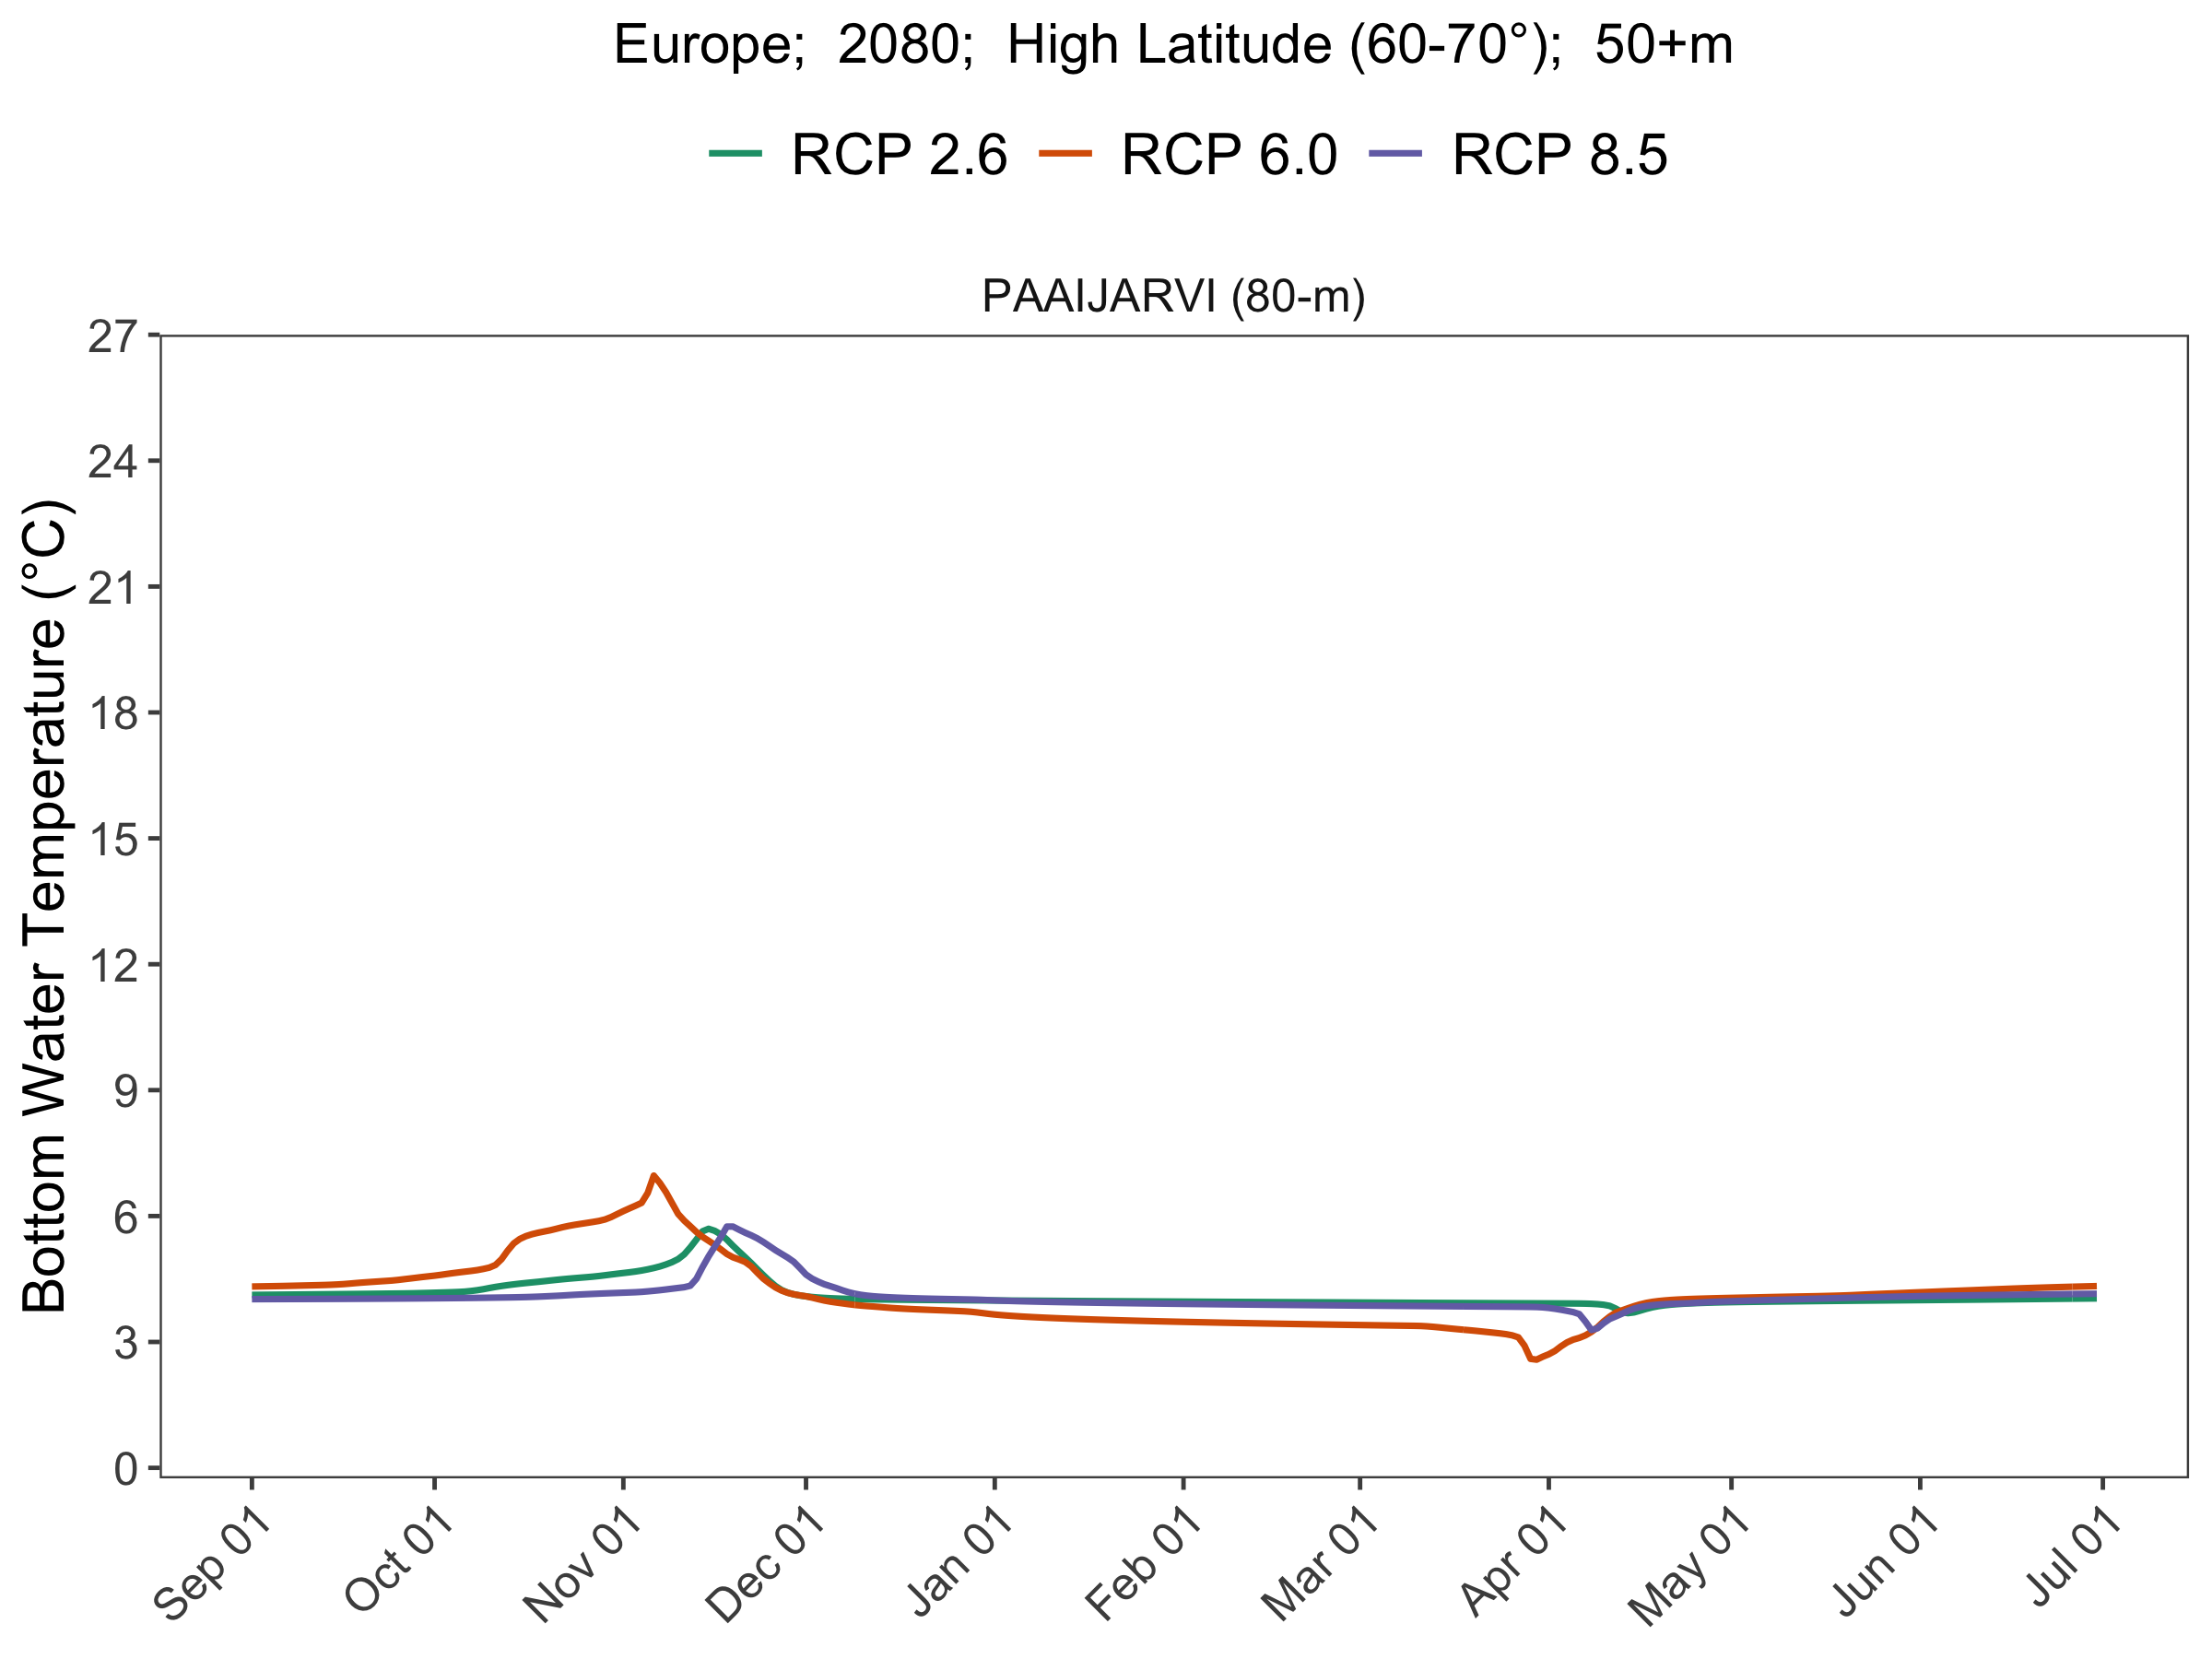 Europe; 2080; High Latitude (60-70°); 50+m
RCP 2.6 RCP 6.0 RCP 8.5
PAAIJARVI (80-m)
Bottom Water Temperature (°C)
27
24
21
18
15
12
9
6
3
0
Sep 01 Oct 01 Nov 01 Dec 01 Jan 01 Feb 01 Mar 01 Apr 01 May 01 Jun 01 Jul 01